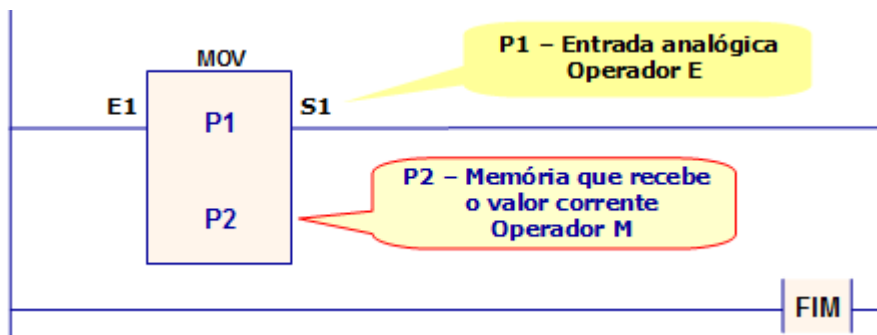 MOV
E1
P1
S1
P2
P1 – Entrada analógica
Operador E
P2 – Memória que recebe
o valor corrente
Operador M
FIM